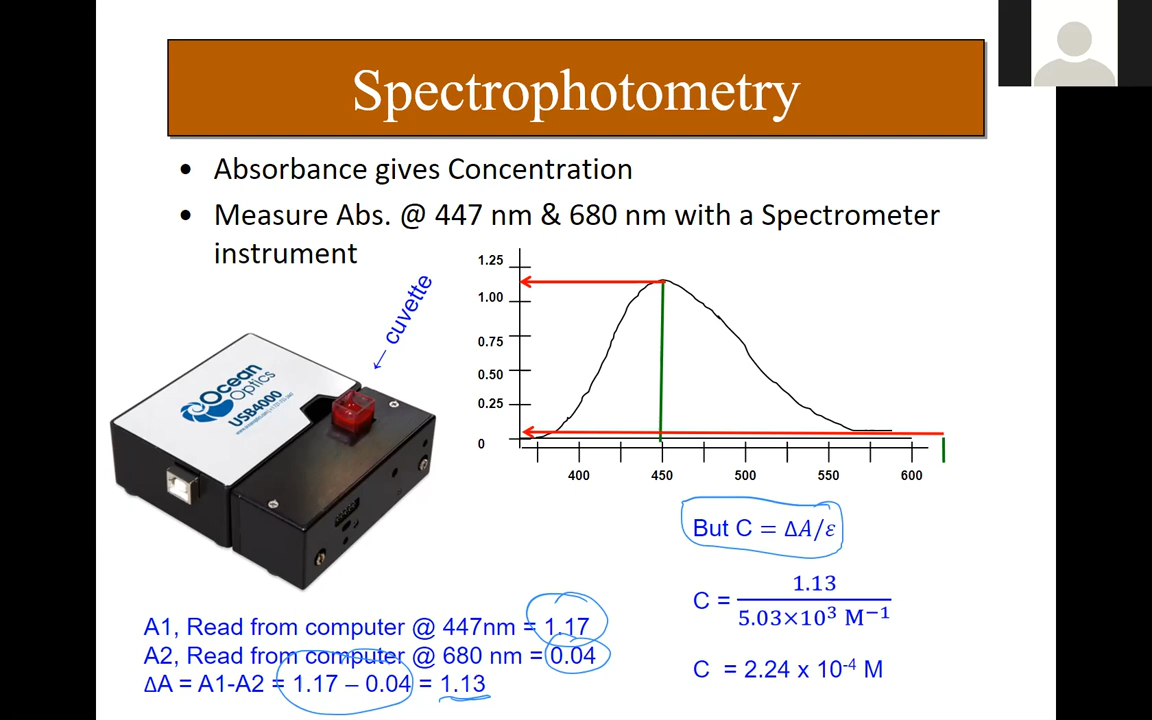 Spectrophotometry
• Absorbance gives Concentration
• Measure Abs. @ 447 nm & 680 nm with a Spectrometer
instrument
← cuvette
Ocean
Optics
USB4000
1.25
1.00
0.75
0.50
0.25
0
400 450 500 550 600
But C = ΔA/ε
C = 1.13
5.03×10³ M⁻¹
C = 2.24 x 10⁻⁴ M
A1, Read from computer @ 447nm = 1.17
A2, Read from computer @ 680 nm = 0.04
ΔA = A1-A2 = 1.17 – 0.04 = 1.13